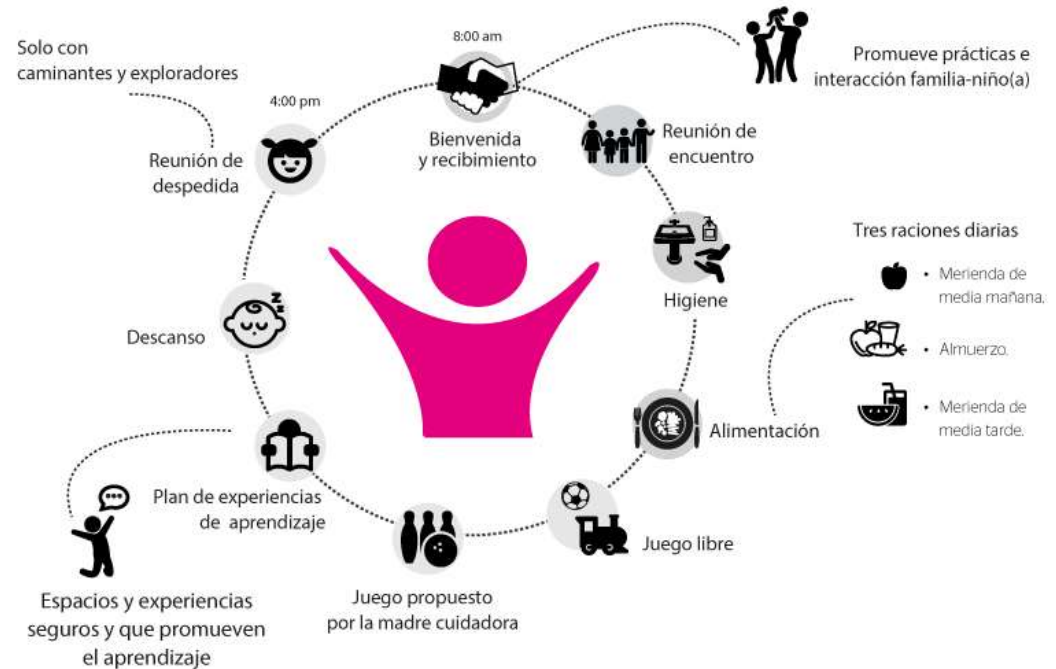 Solo con
caminantes y exploradores
4:00 pm
Reunión de
despedida
8:00 am
Bienvenida
y recibimiento
Promueve prácticas e
interacción familia-niño(a)
Reunión de
encuentro
Higiene
Tres raciones diarias
• Merienda de
media mañana.
• Almuerzo.
• Merienda de
media tarde.
Alimentación
Juego libre
Juego propuesto
por la madre cuidadora
Plan de experiencias
de aprendizaje
Espacios y experiencias
seguros y que promueven
el aprendizaje
Descanso